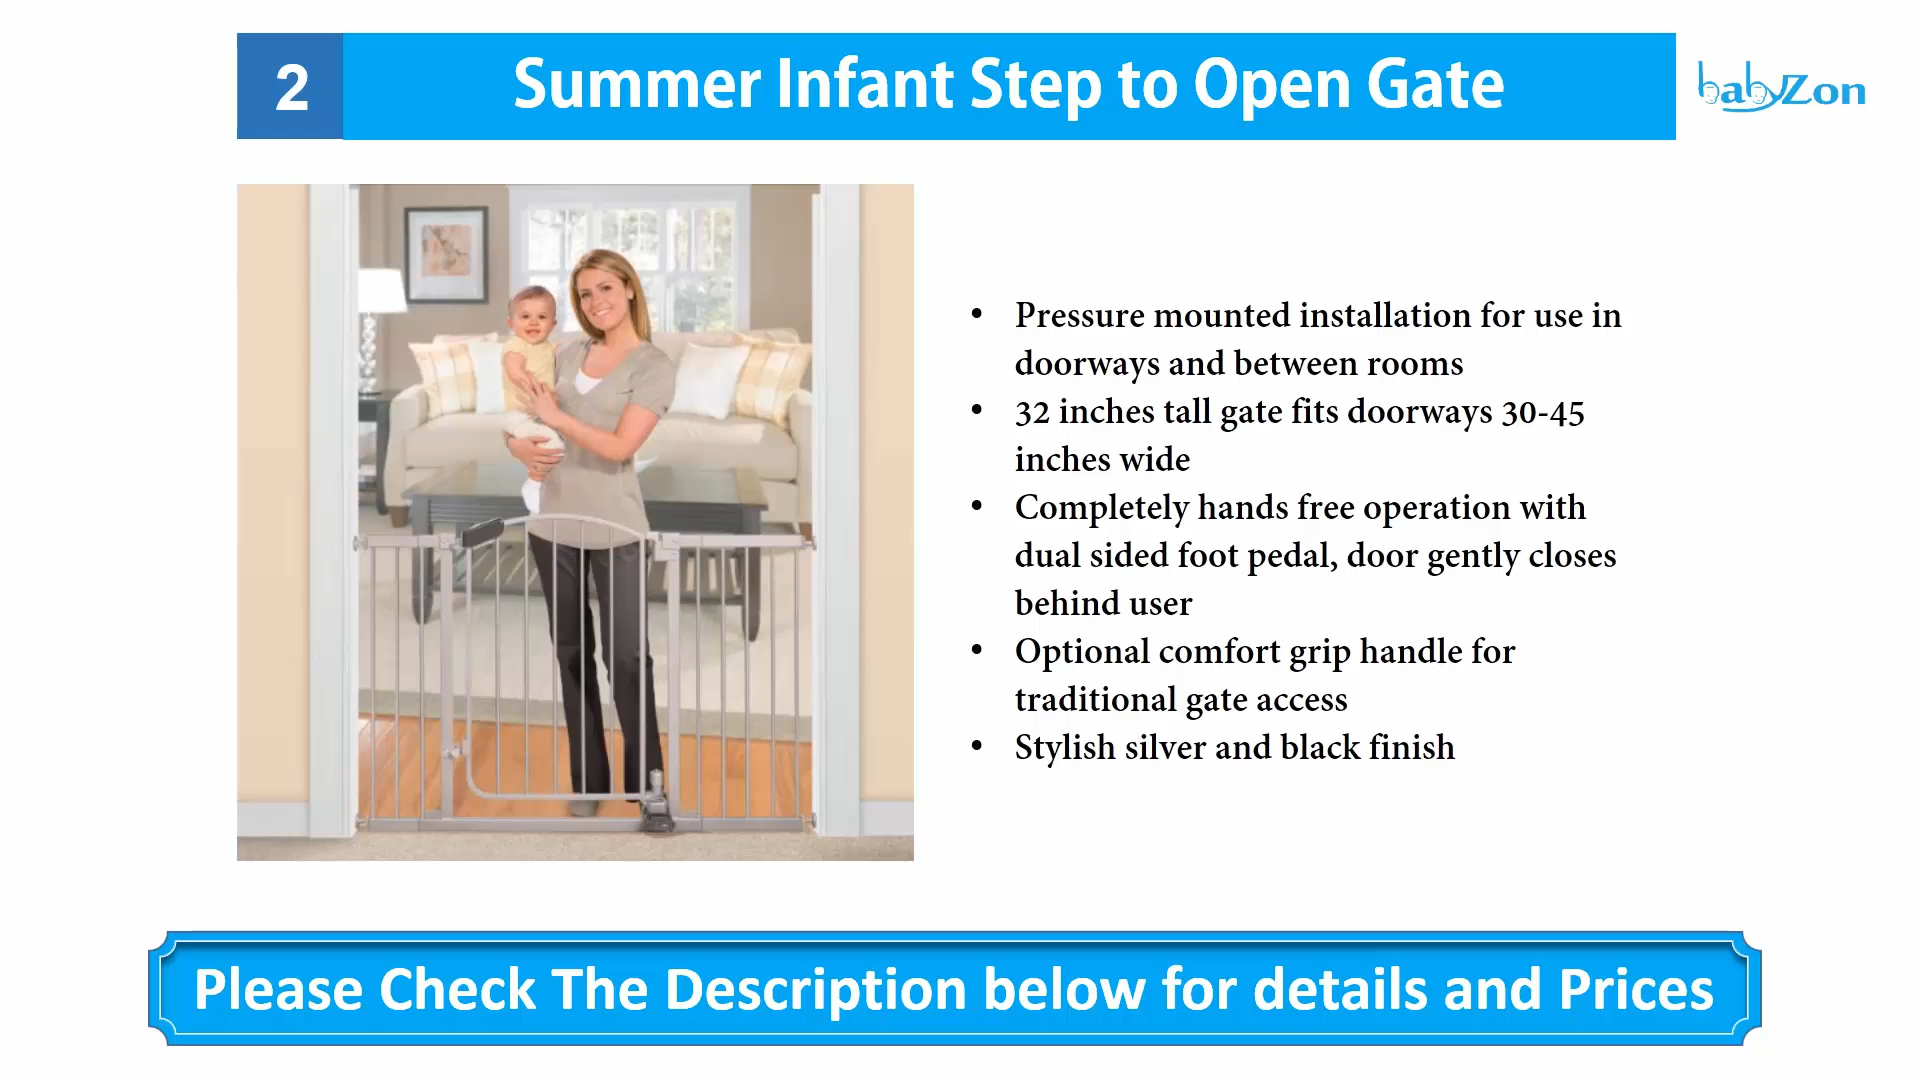 2
Summer Infant Step to Open Gate
babyZon
• Pressure mounted installation for use in
doorways and between rooms
• 32 inches tall gate fits doorways 30-45
inches wide
• Completely hands free operation with
dual sided foot pedal, door gently closes
behind user
• Optional comfort grip handle for
traditional gate access
• Stylish silver and black finish
Please Check The Description below for details and Prices